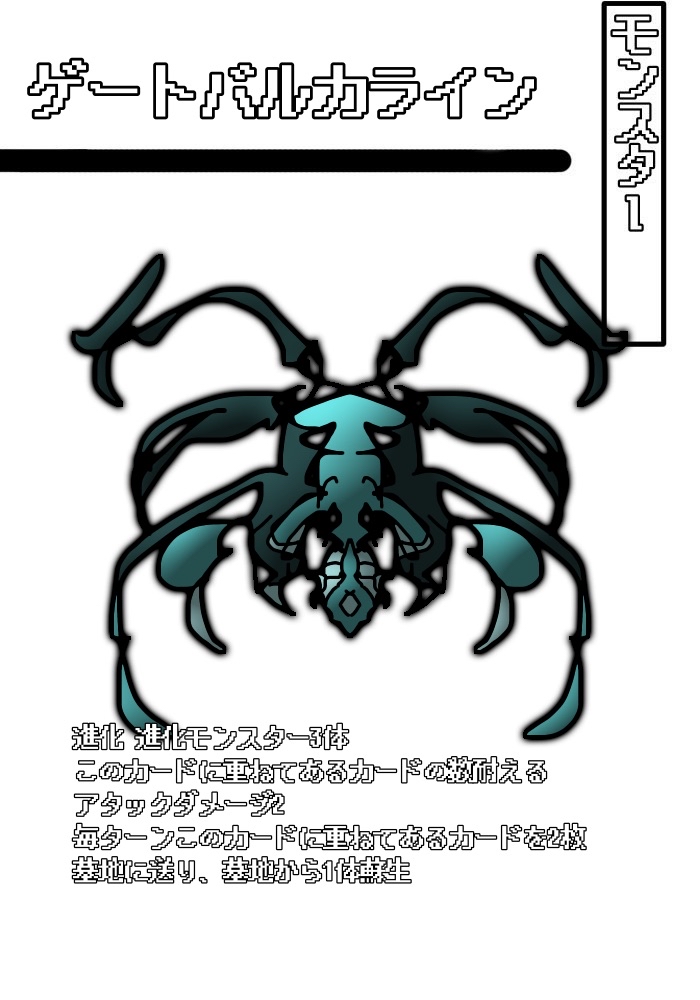 ゲートバルカライン
モンスター
進化 進化モンスター3体
このカードに重ねてあるカードの数耐える
アタックダメージ2
毎ターンこのカードに重ねてあるカードを2枚
墓地に送り、墓地から1体蘇生